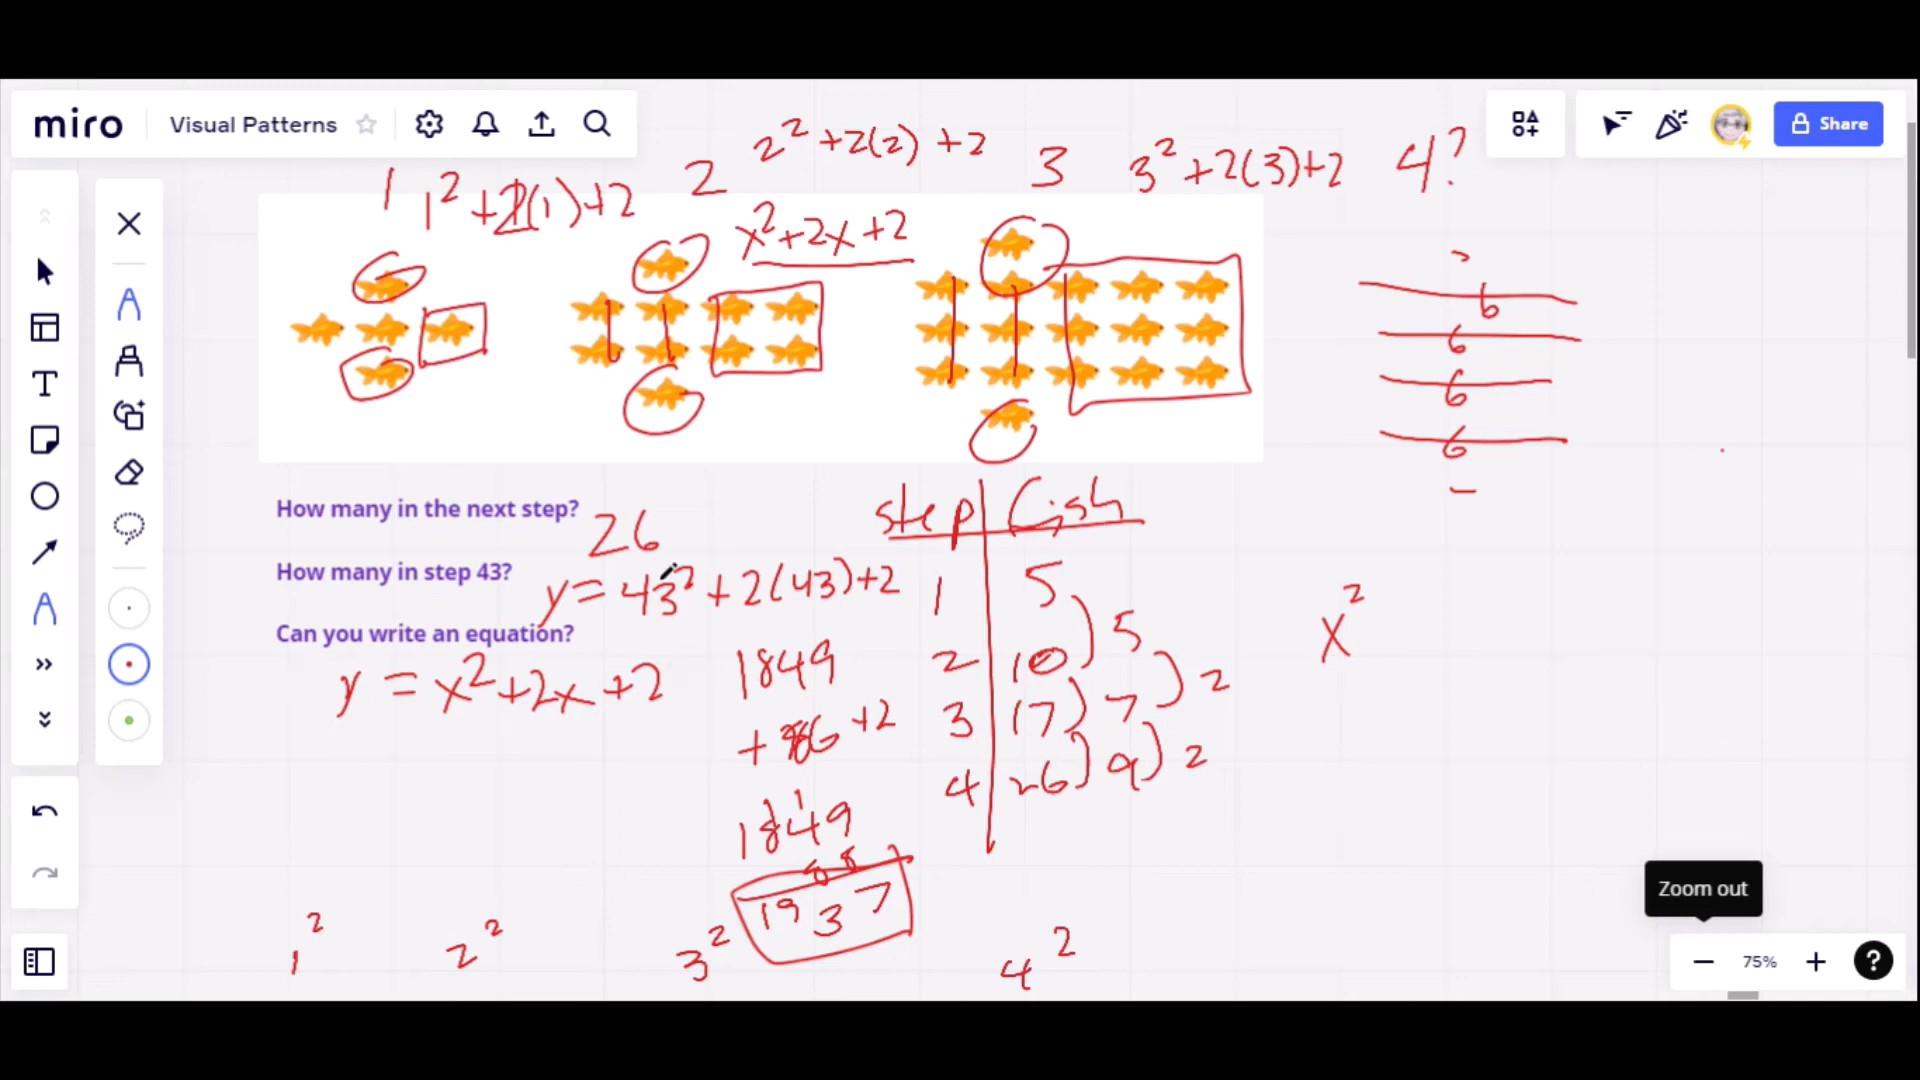 miro
Visual Patterns
Share
1
1² + 2(1) + 2
2
2² + 2(2) + 2
3
3² + 2(3) + 2
4?
x² + 2x + 2
6
6
6
6
How many in the next step?
26
How many in step 43?
y = 43² + 2(43) + 2
Can you write an equation?
y = x² + 2x + 2
step fish
1 5
2 10
3 17
4 26
5
7
9
2
2
x²
1849
+ 86 + 2
1849
88
1937
1²
2²
3²
4²
Zoom out
75%